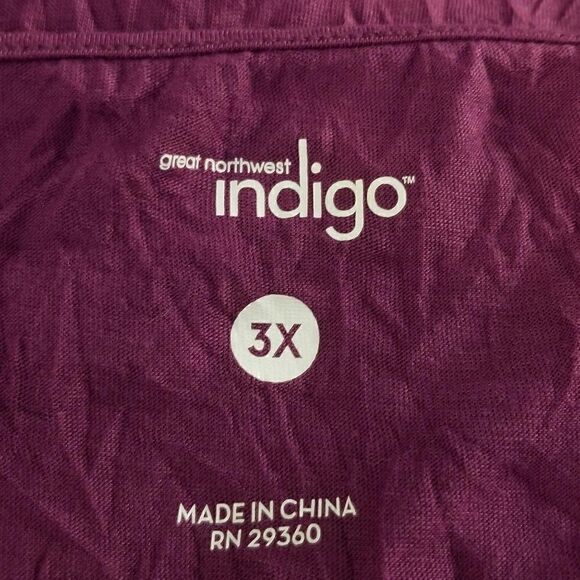 great northwest
indigo™
3X
MADE IN CHINA
RN 29360